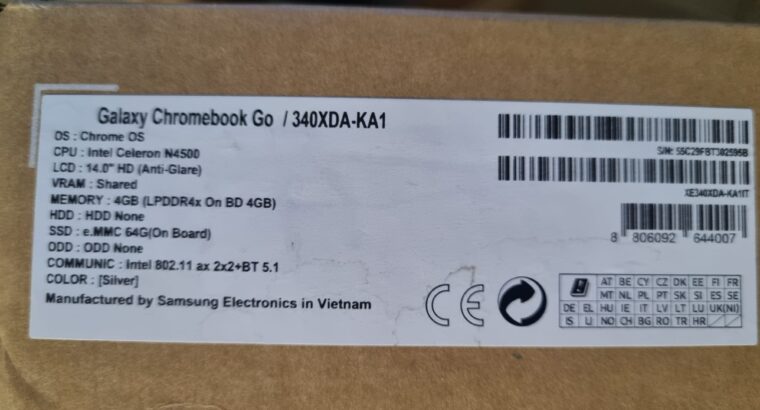 Galaxy Chromebook Go / 340XDA-KA1
OS : Chrome OS
CPU : Intel Celeron N4500
LCD : 14.0" HD (Anti-Glare)
VRAM : Shared
MEMORY : 4GB (LPDDR4x On BD 4GB)
HDD : HDD None
SSD : e.MMC 64G(On Board)
ODD : ODD None
COMMUNIC : Intel 802.11 ax 2x2+BT 5.1
COLOR : [Silver]
Manufactured by Samsung Electronics in Vietnam
S/N: 55C29FBT302595B
XE340XDA-KA1IT
8 806092 644007
CE
AT BE CY CZ DK EE FI FR
MT NL PL PT SK SI ES SE
DE EL HU IE IT LV LT LU UK(NI)
IS LI NO CH BG RO TR HR